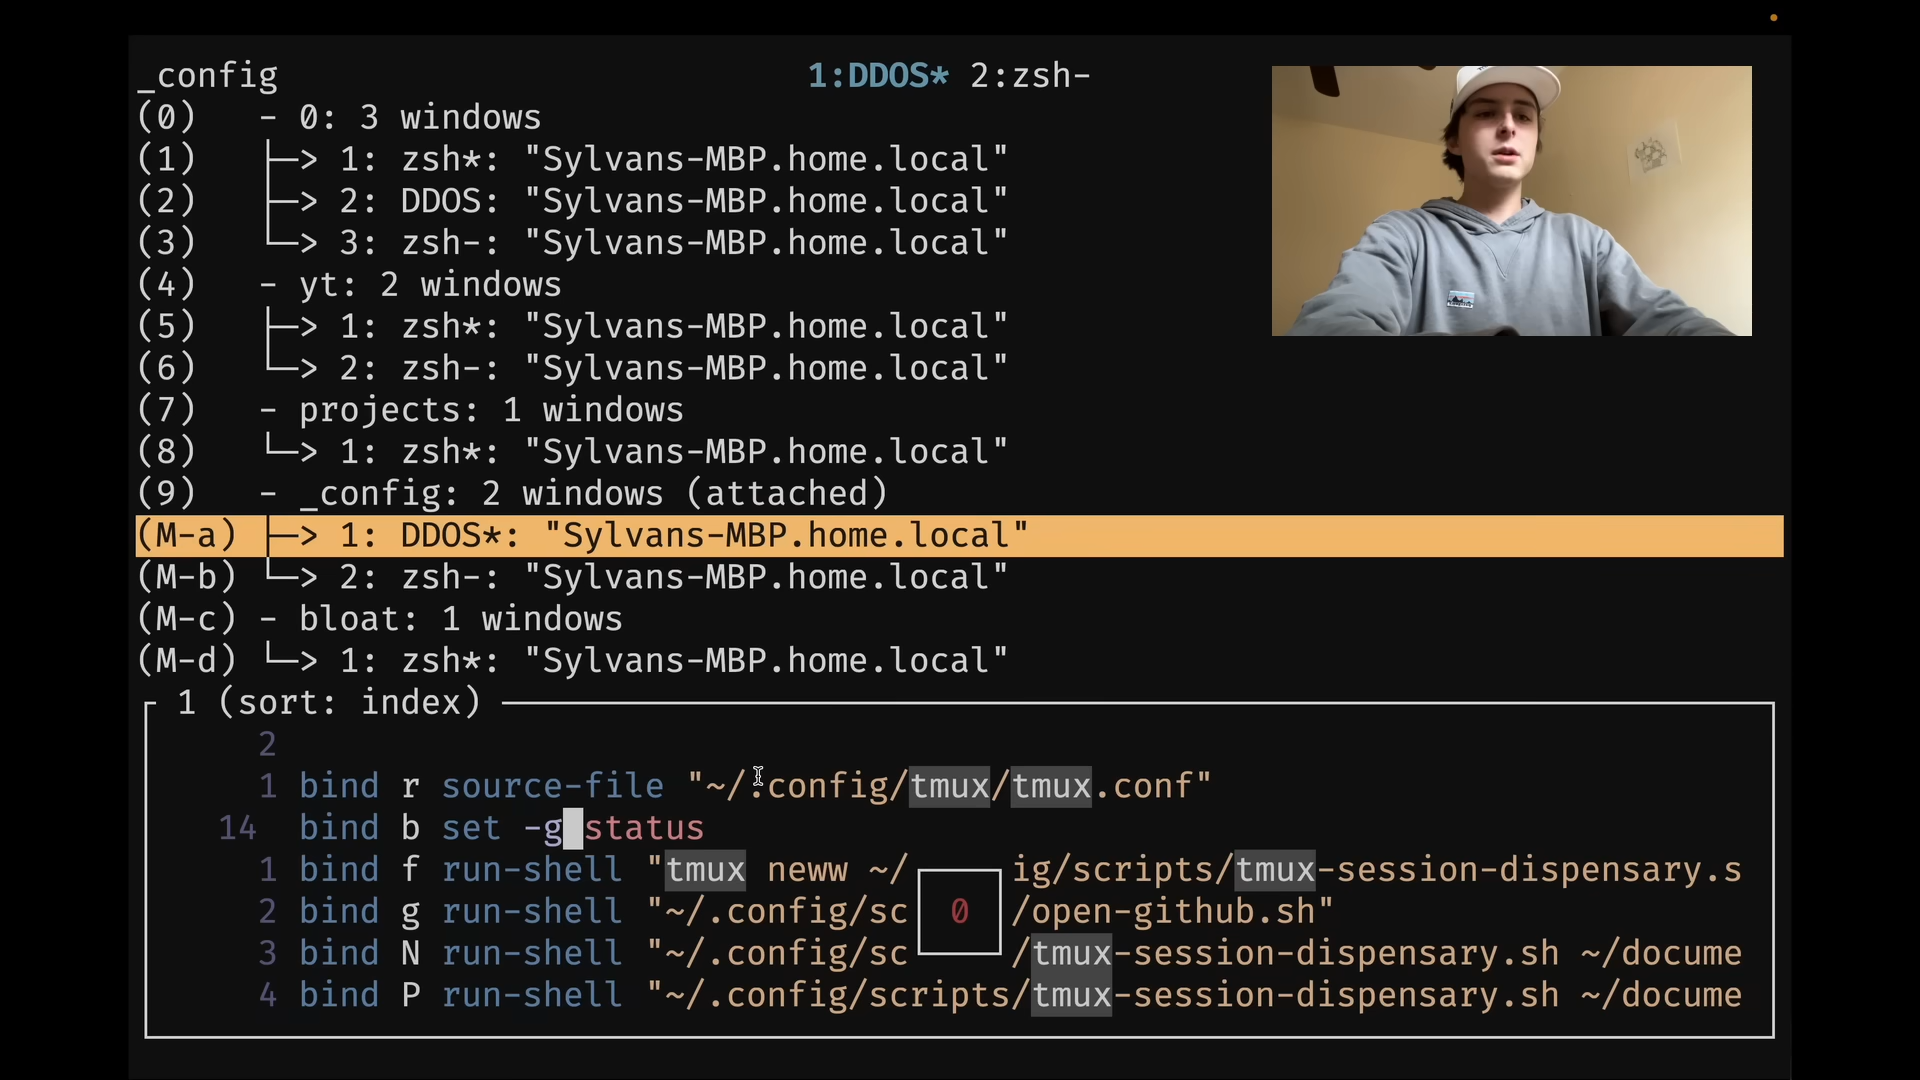 _config 1:DDOS* 2:zsh-
(0) - 0: 3 windows
(1) ├─> 1: zsh*: "Sylvans-MBP.home.local"
(2) ├─> 2: DDOS: "Sylvans-MBP.home.local"
(3) └─> 3: zsh-: "Sylvans-MBP.home.local"
(4) - yt: 2 windows
(5) ├─> 1: zsh*: "Sylvans-MBP.home.local"
(6) └─> 2: zsh-: "Sylvans-MBP.home.local"
(7) - projects: 1 windows
(8) └─> 1: zsh*: "Sylvans-MBP.home.local"
(9) - _config: 2 windows (attached)
(M-a) ├─> 1: DDOS*: "Sylvans-MBP.home.local"
(M-b) └─> 2: zsh-: "Sylvans-MBP.home.local"
(M-c) - bloat: 1 windows
(M-d) └─> 1: zsh*: "Sylvans-MBP.home.local"
1 (sort: index)
2
1 bind r source-file "~/.config/tmux/tmux.conf"
14 bind b set -g status
1 bind f run-shell "tmux neww ~/ ig/scripts/tmux-session-dispensary.s
2 bind g run-shell "~/.config/sc 0 /open-github.sh"
3 bind N run-shell "~/.config/sc /tmux-session-dispensary.sh ~/docume
4 bind P run-shell "~/.config/scripts/tmux-session-dispensary.sh ~/docume